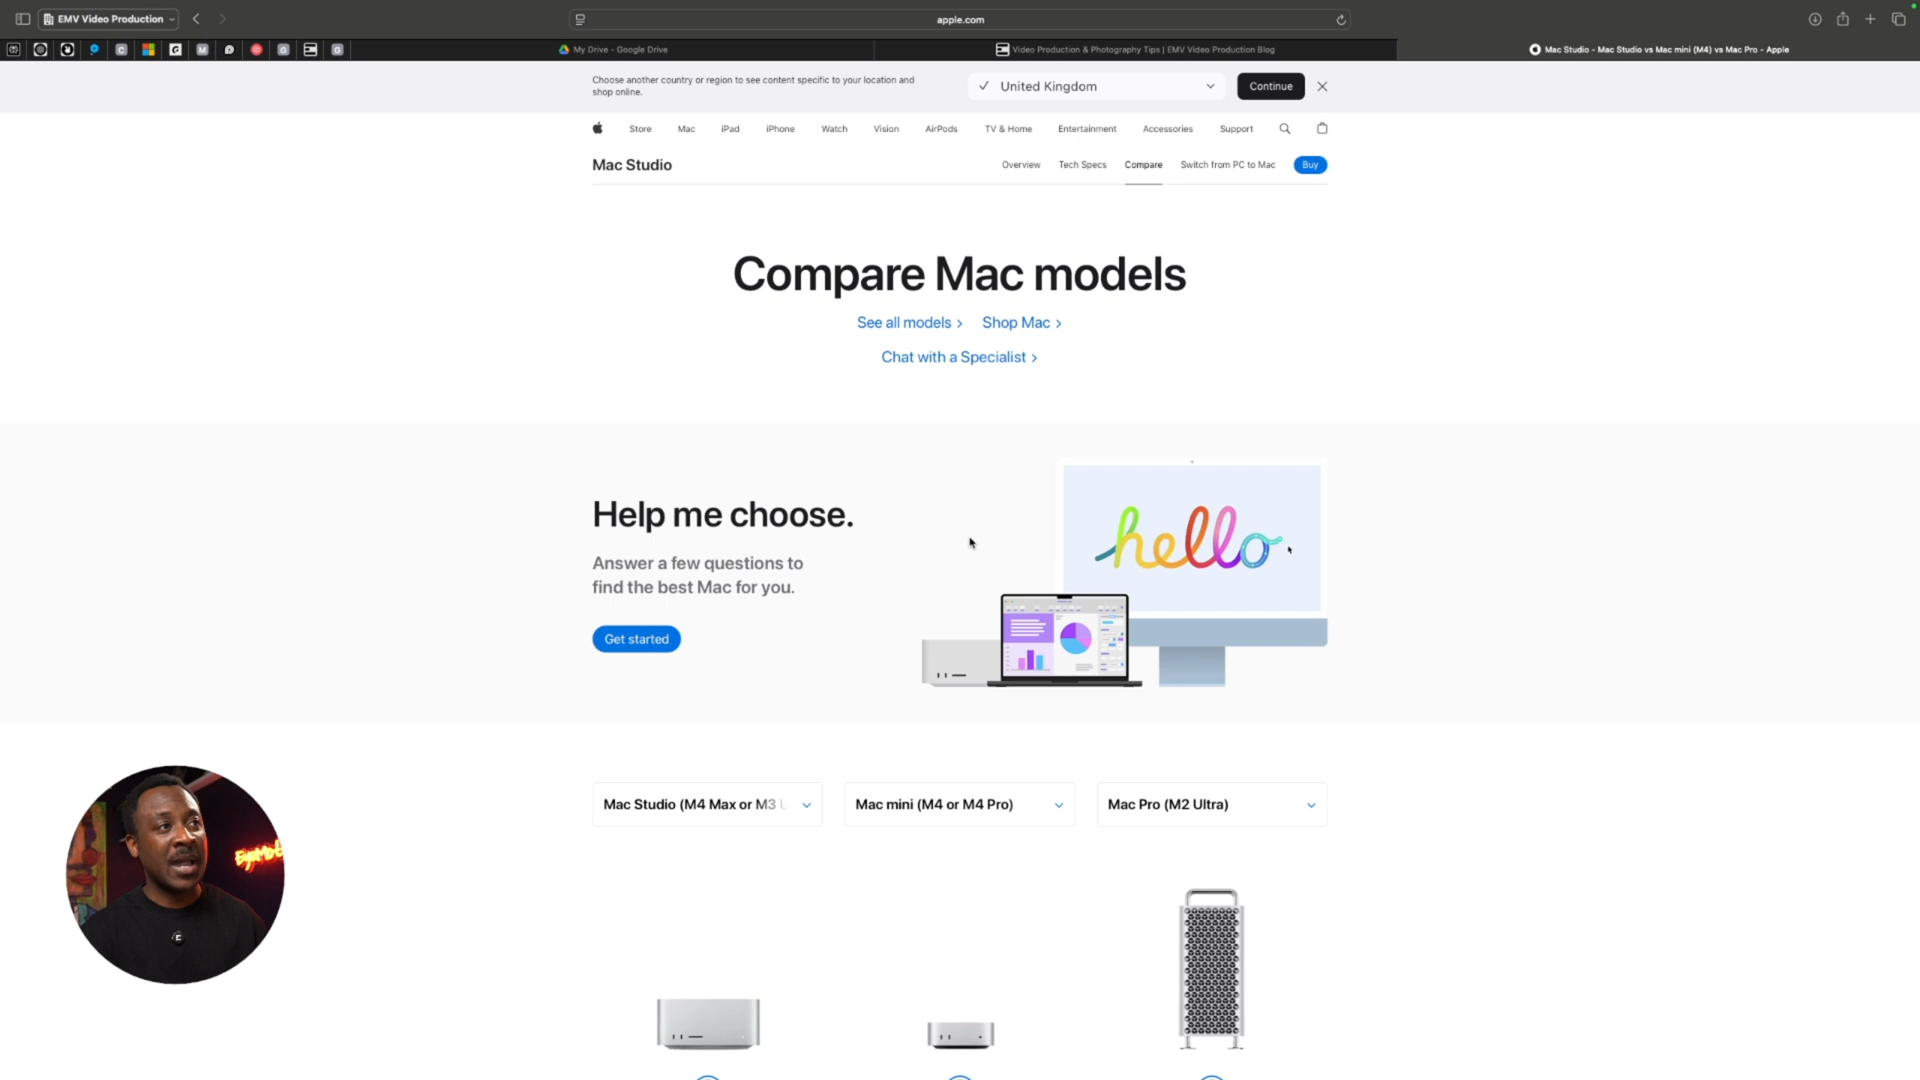 EMV Video Production
apple.com
My Drive - Google Drive
Video Production & Photography Tips | EMV Video Production Blog
Mac Studio - Mac Studio vs Mac mini (M4) vs Mac Pro - Apple
Choose another country or region to see content specific to your location and
shop online.
United Kingdom
Continue
Store Mac iPad iPhone Watch Vision AirPods TV & Home Entertainment Accessories Support
Mac Studio
Overview Tech Specs Compare Switch from PC to Mac Buy
Compare Mac models
See all models > Shop Mac >
Chat with a Specialist >
Help me choose.
Answer a few questions to
find the best Mac for you.
Get started
hello
Mac Studio (M4 Max or M3 U
Mac mini (M4 or M4 Pro)
Mac Pro (M2 Ultra)